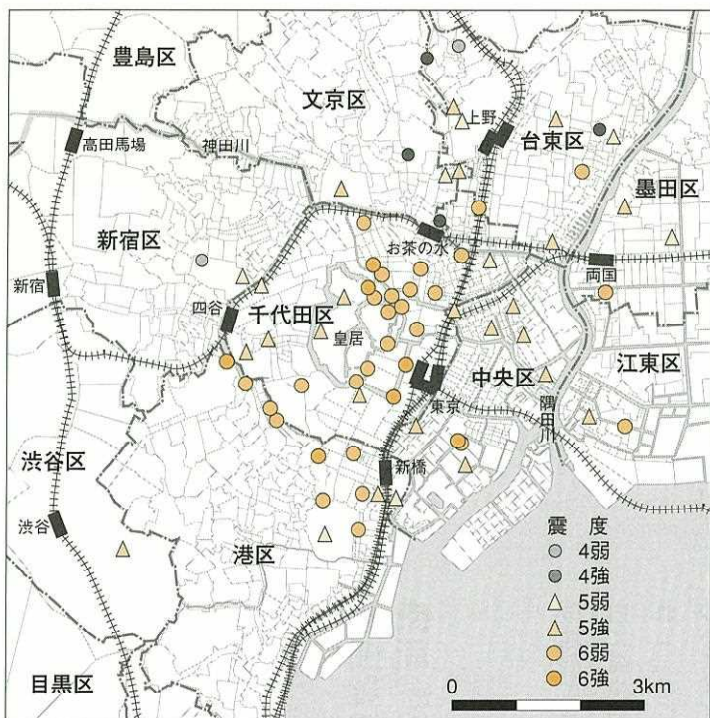 豊島区
文京区
上野
台東区
高田馬場
神田川
墨田区
新宿区
お茶の水
両国
新宿
四谷
千代田区
皇居
江東区
中央区
東京
隅田川
渋谷区
新橋
渋谷
港区
目黒区
震 度
4弱
4強
5弱
5強
6弱
6強
0 3km